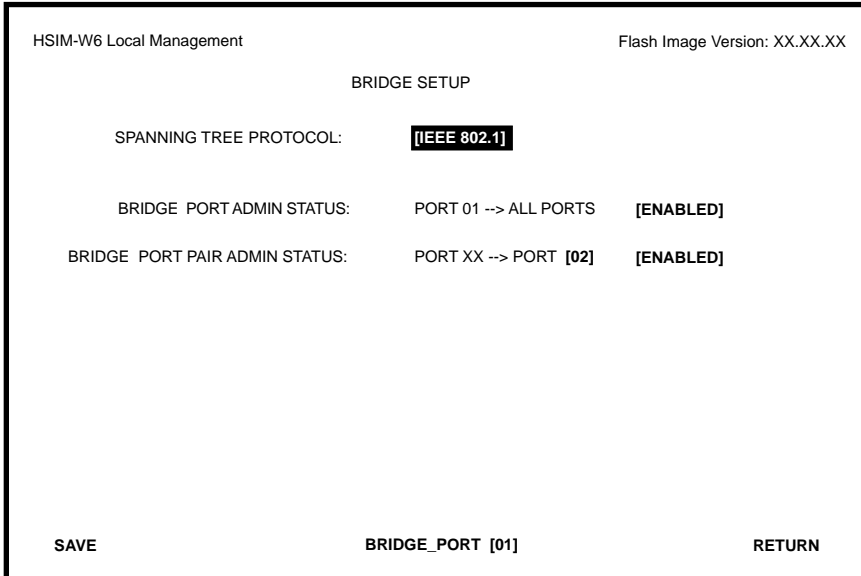 HSIM-W6 Local Management Flash Image Version: XX.XX.XX
BRIDGE SETUP
SPANNING TREE PROTOCOL: [IEEE 802.1]
BRIDGE PORT ADMIN STATUS: PORT 01 --> ALL PORTS [ENABLED]
BRIDGE PORT PAIR ADMIN STATUS: PORT XX --> PORT [02] [ENABLED]
SAVE BRIDGE_PORT [01] RETURN